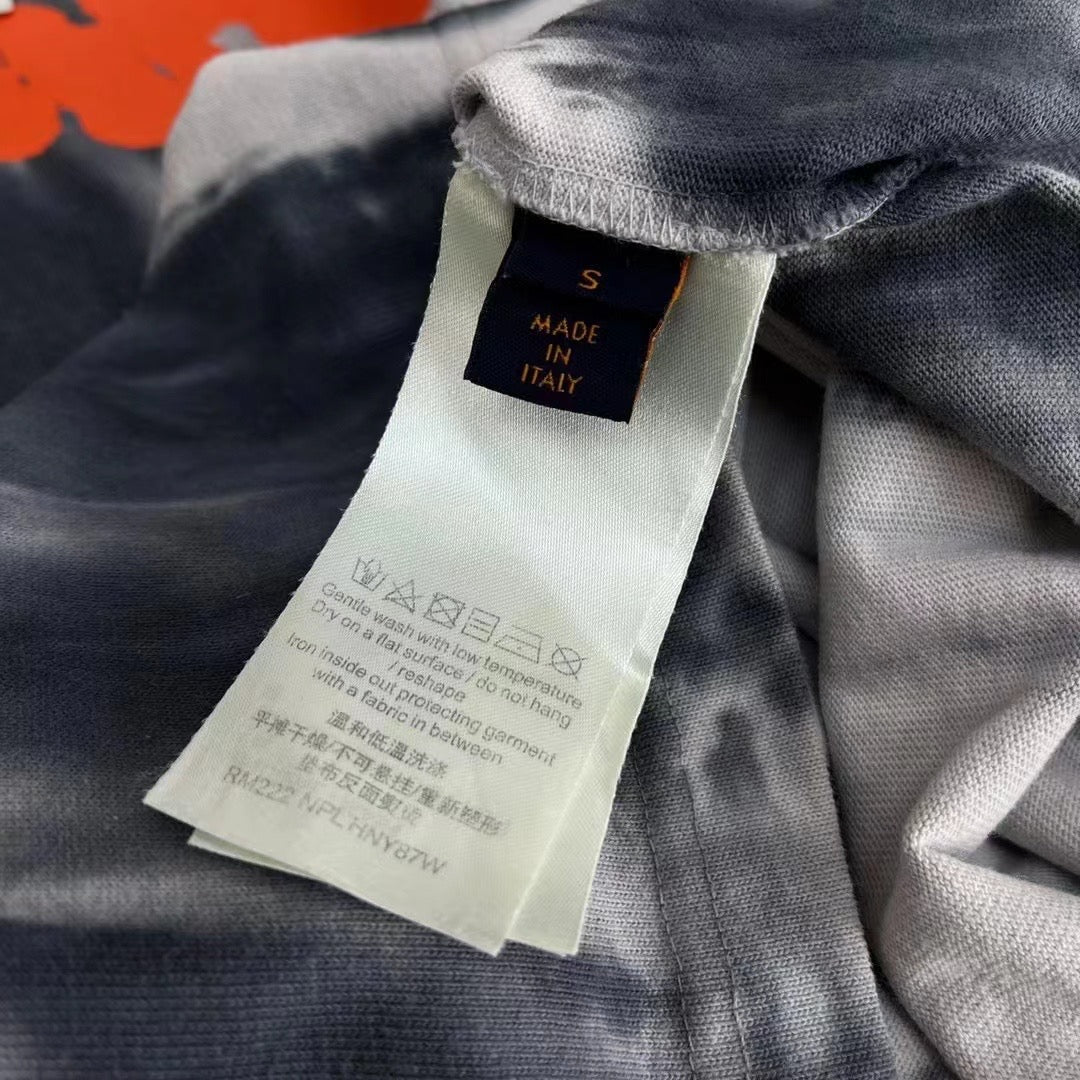 S
MADE
IN
ITALY
Gentle wash with low temperature
Dry on a flat surface / do not hang
/ reshape
Iron inside out protecting garment
with a fabric in between
溫和低溫洗涤
平摊干燥/不可悬挂/重新塑形
垫布反面熨烫
RM222 NPL HNY87W